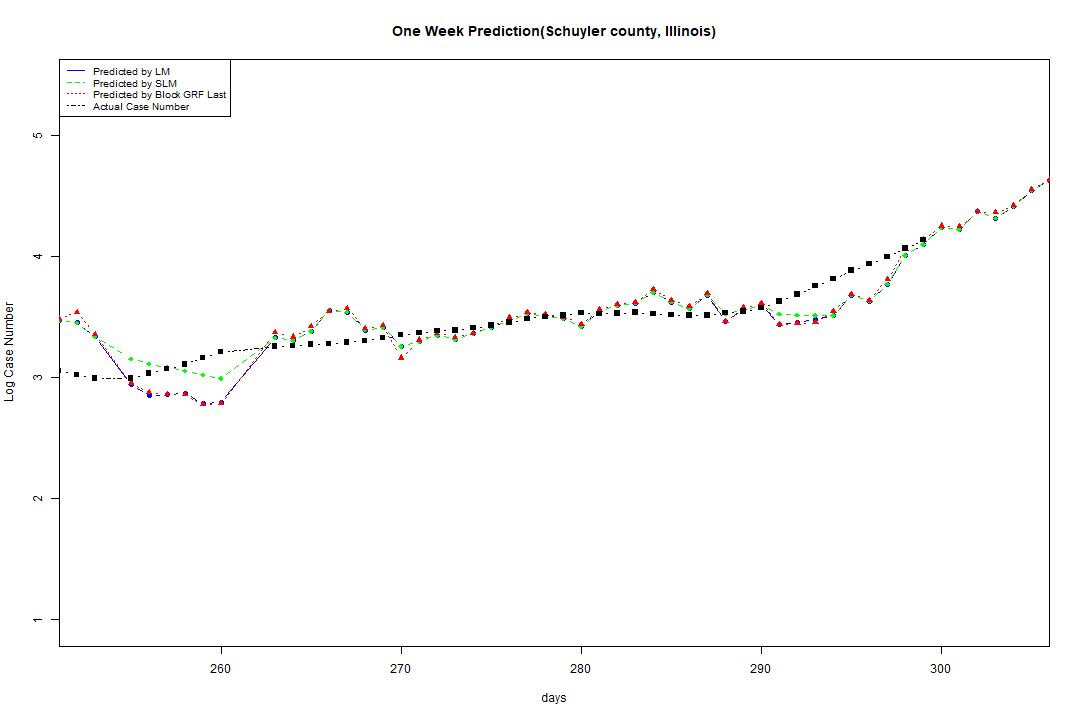 One Week Prediction(Schuyler county, Illinois)
Predicted by LM
Predicted by SLM
Predicted by Block GRF Last
Actual Case Number
5
4
3
2
1
Log Case Number
260 270 280 290 300
days